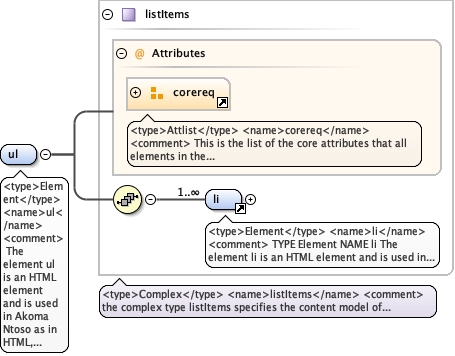 listItems
@ Attributes
corereq
<type>Attlist</type> <name>corereq</name>
<comment> This is the list of the core attributes that all
elements in the...
ul
1..∞
li
<type>Elem
ent</type>
<name>ul</
name>
<comment>
The
element ul
is an HTML
element
and is used
in Akoma
Ntoso as in
HTML,...
<type>Element</type> <name>li</name>
<comment> TYPE Element NAME li The
element li is an HTML element and is used in...
<type>Complex</type> <name>listItems</name> <comment>
the complex type listItems specifies the content model of...